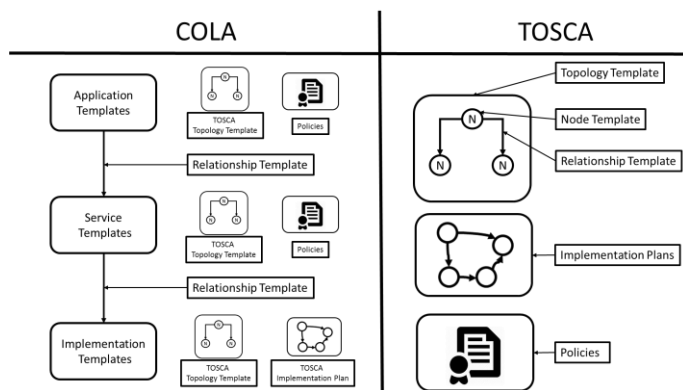 COLA
TOSCA
Application
Templates
N
N
N
TOSCA
Topology Template
Policies
Relationship Template
Service
Templates
N
N
N
TOSCA
Topology Template
Policies
Relationship Template
Implementation
Templates
N
N
N
TOSCA
Topology Template
TOSCA
Implementation Plan
Topology Template
N
Node Template
Relationship Template
N
N
Implementation Plans
Policies